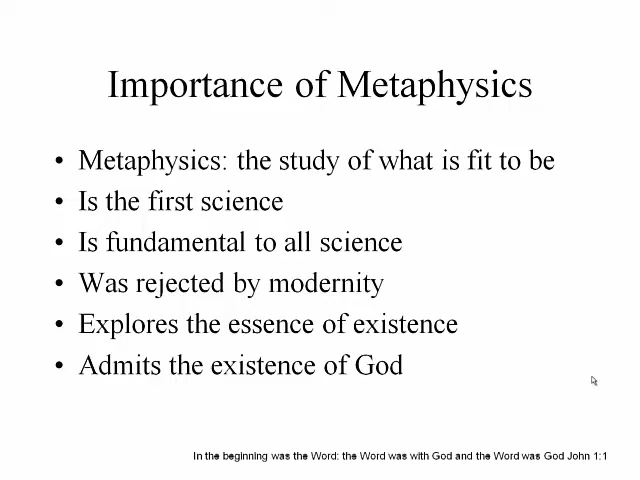 Importance of Metaphysics
• Metaphysics: the study of what is fit to be
• Is the first science
• Is fundamental to all science
• Was rejected by modernity
• Explores the essence of existence
• Admits the existence of God
In the beginning was the Word: the Word was with God and the Word was God John 1:1